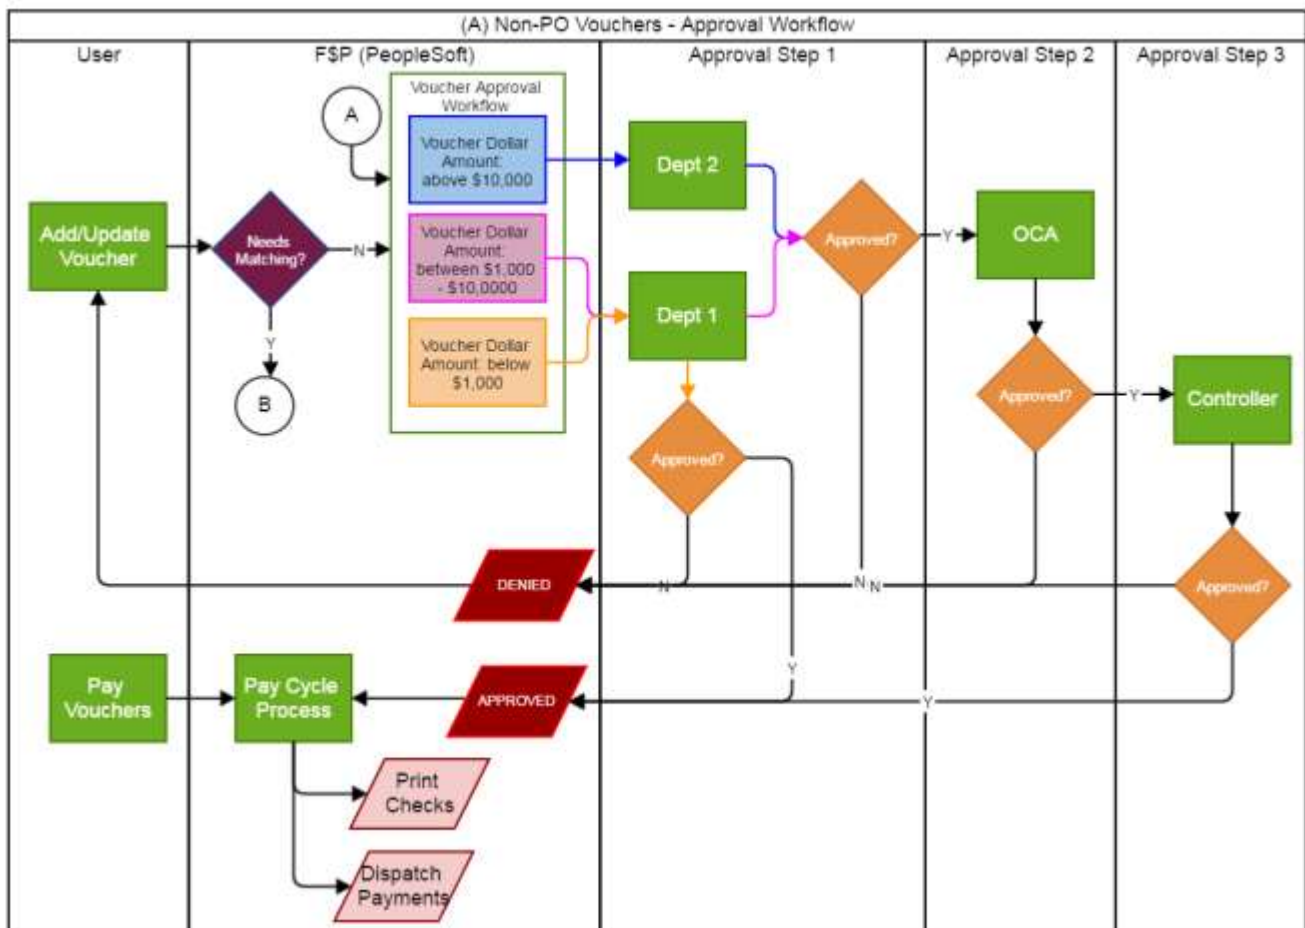 (A) Non-PO Vouchers - Approval Workflow
User
F$P (PeopleSoft)
Approval Step 1
Approval Step 2
Approval Step 3
Voucher Approval
Workflow
A
Voucher Dollar
Amount:
above $10,000
Dept 2
Add/Update
Voucher
Needs
Matching?
N
Voucher Dollar
Amount:
between $1,000
- $10,0000
Approved?
Y
OCA
Dept 1
Voucher Dollar
Amount: below
$1,000
Y
B
Approved?
Y
Controller
Approved?
DENIED
N
N
N
Approved?
Pay
Vouchers
Pay Cycle
Process
APPROVED
Y
Y
Print
Checks
Dispatch
Payments